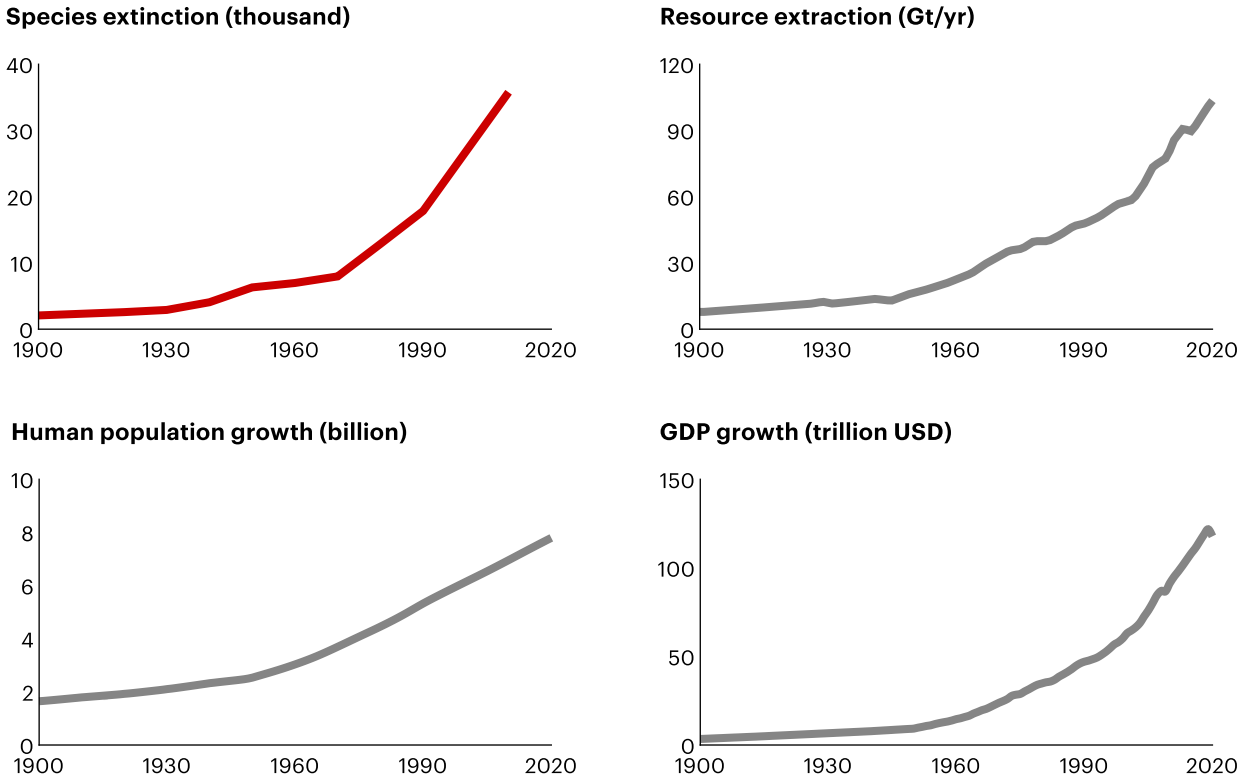 Species extinction (thousand)
40
30
20
10
0
1900 1930 1960 1990 2020
Resource extraction (Gt/yr)
120
90
60
30
0
1900 1930 1960 1990 2020
Human population growth (billion)
10
8
6
4
2
0
1900 1930 1960 1990 2020
GDP growth (trillion USD)
150
100
50
0
1900 1930 1960 1990 2020